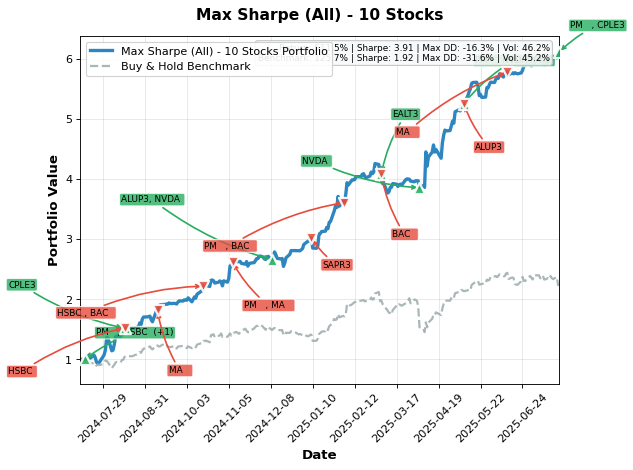 Max Sharpe (All) - 10 Stocks
PM , CPLE3
Max Sharpe (All) - 10 Stocks Portfolio
Buy & Hold Benchmark
5% | Sharpe: 3.91 | Max DD: -16.3% | Vol: 46.2%
7% | Sharpe: 1.92 | Max DD: -31.6% | Vol: 45.2%
EALT3
MA
ALUP3
NVDA
ALUP3, NVDA
BAC
PM , BAC
SAPR3
CPLE3
PM , MA
HSBC , BAC
PM SBC (+1)
HSBC
MA
Portfolio Value
6
5
4
3
2
1
2024-07-29
2024-08-31
2024-10-03
2024-11-05
2024-12-08
2025-01-10
2025-02-12
2025-03-17
2025-04-19
2025-05-22
2025-06-24
Date